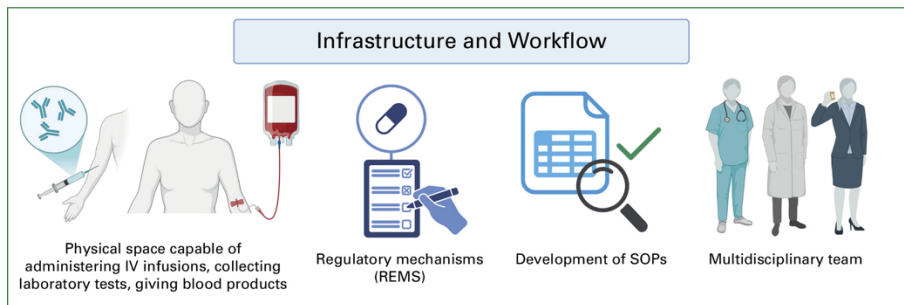 Infrastructure and Workflow
Physical space capable of
administering IV infusions, collecting
laboratory tests, giving blood products
Regulatory mechanisms
(REMS)
Development of SOPs
Multidisciplinary team